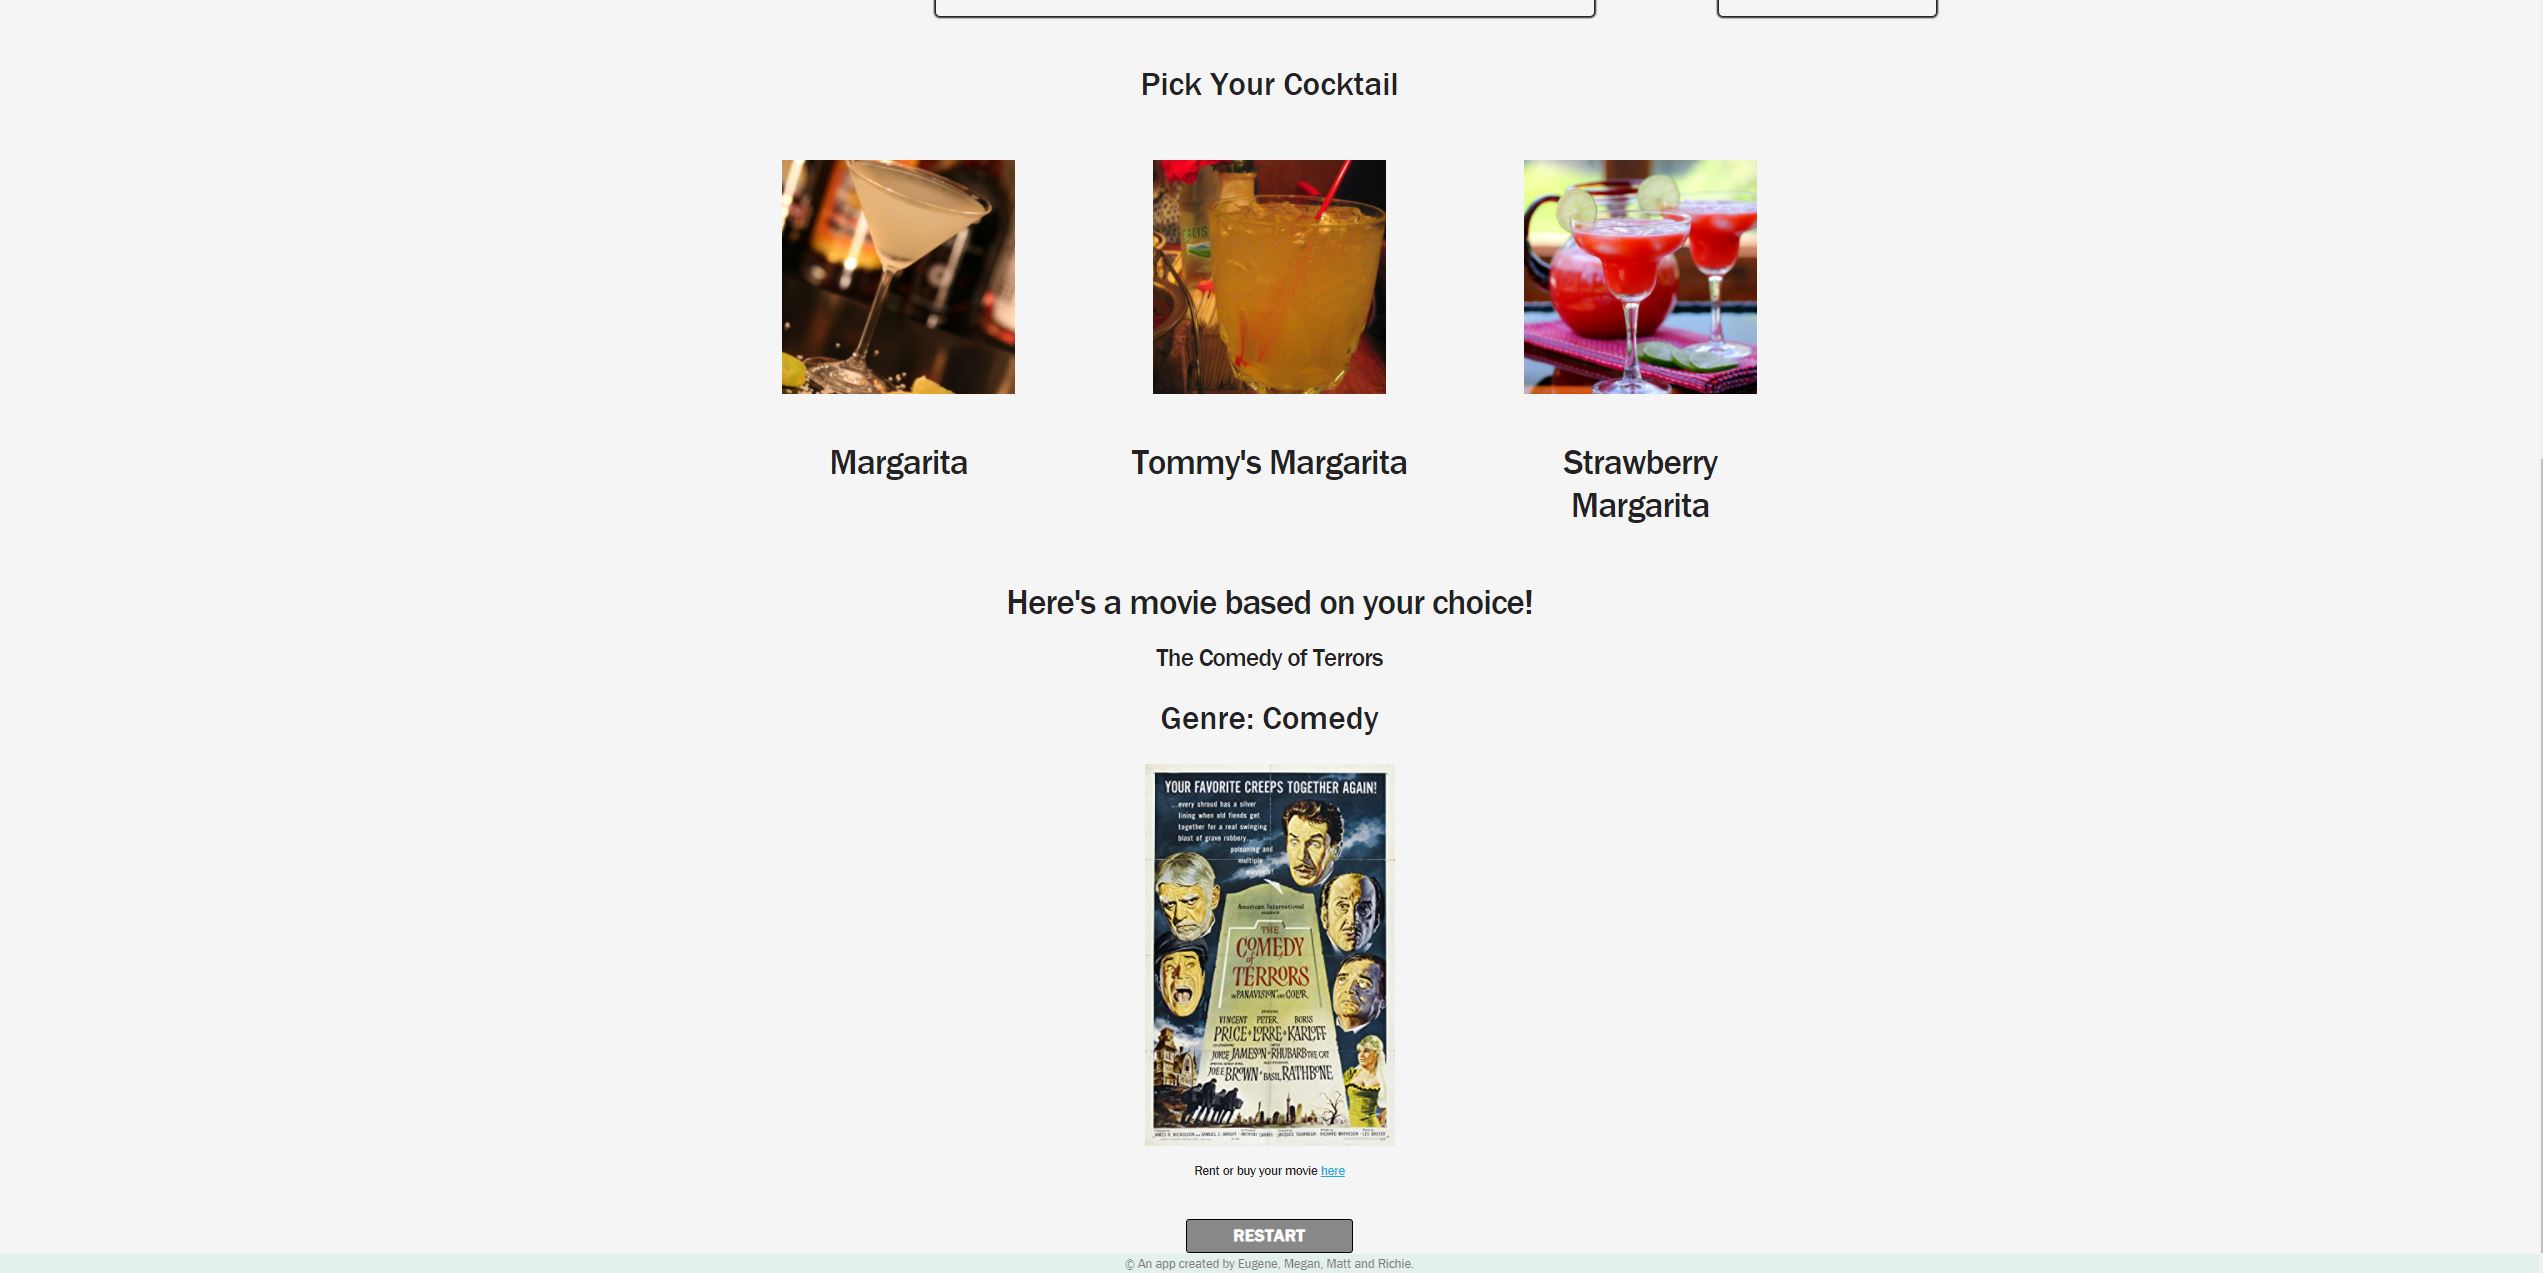 Pick Your Cocktail
Margarita
Tommy's Margarita
Strawberry
Margarita
Here's a movie based on your choice!
The Comedy of Terrors
Genre: Comedy
YOUR FAVORITE CREEPS TOGETHER AGAIN!
...every shroud has a silver
lining when old fiends get
together for a real swinging
blast of grave robbery...
poisoning and
multiple
mayhem!
American International
THE
COMEDY
of
TERRORS
IN PANAVISION AND COLOR
VINCENT PETER BORIS
PRICE • LORRE • KARLOFF
JOYCE JAMESON • RHUBARB THE CAT
JOE E. BROWN • BASIL RATHBONE
Rent or buy your movie here
RESTART
© An app created by Eugene, Megan, Matt and Richie.